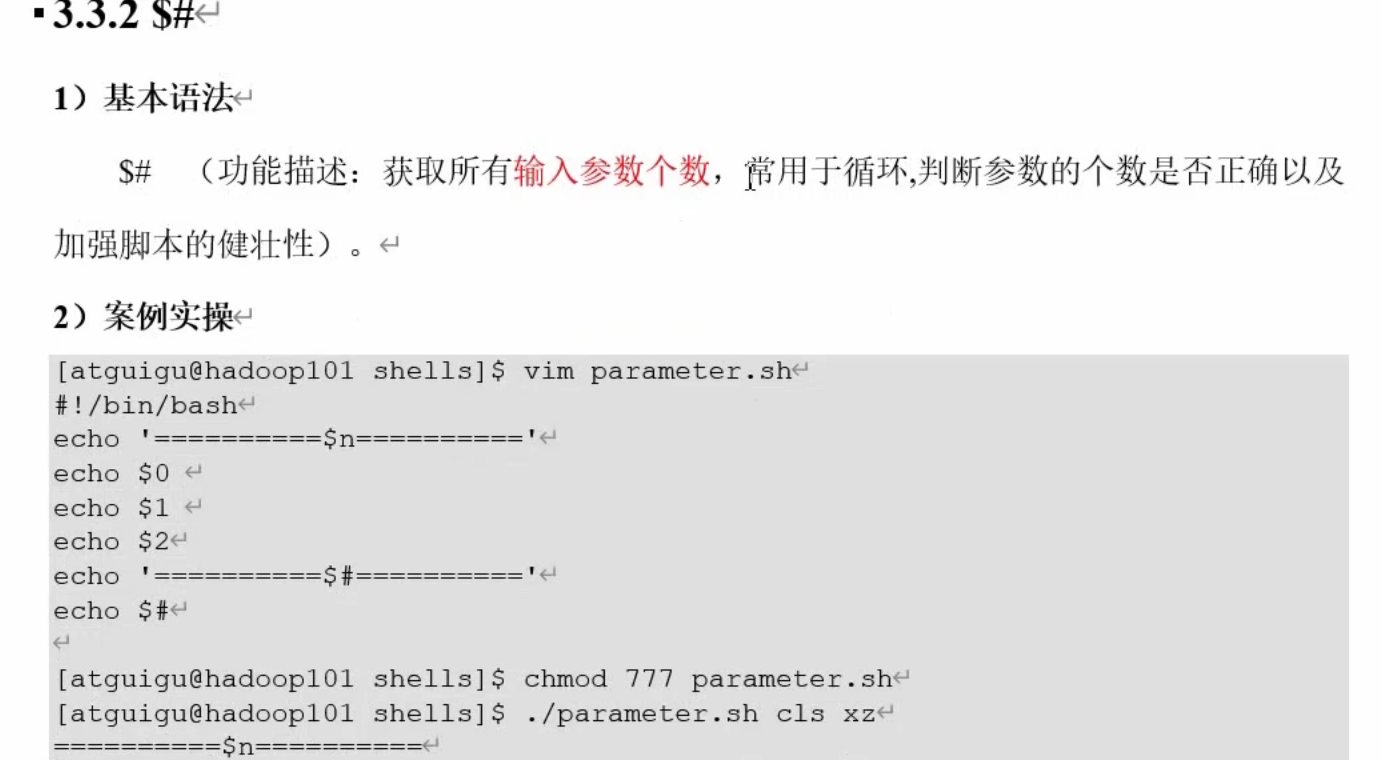 3.3.2 $#
1）基本语法
$# （功能描述：获取所有输入参数个数，常用于循环,判断参数的个数是否正确以及
加强脚本的健壮性）。
2）案例实操
[atguigu@hadoop101 shells]$ vim parameter.sh
#!/bin/bash
echo '==========$n=========='
echo $0
echo $1
echo $2
echo '==========$#=========='
echo $#
[atguigu@hadoop101 shells]$ chmod 777 parameter.sh
[atguigu@hadoop101 shells]$ ./parameter.sh cls xz
==========$n==========